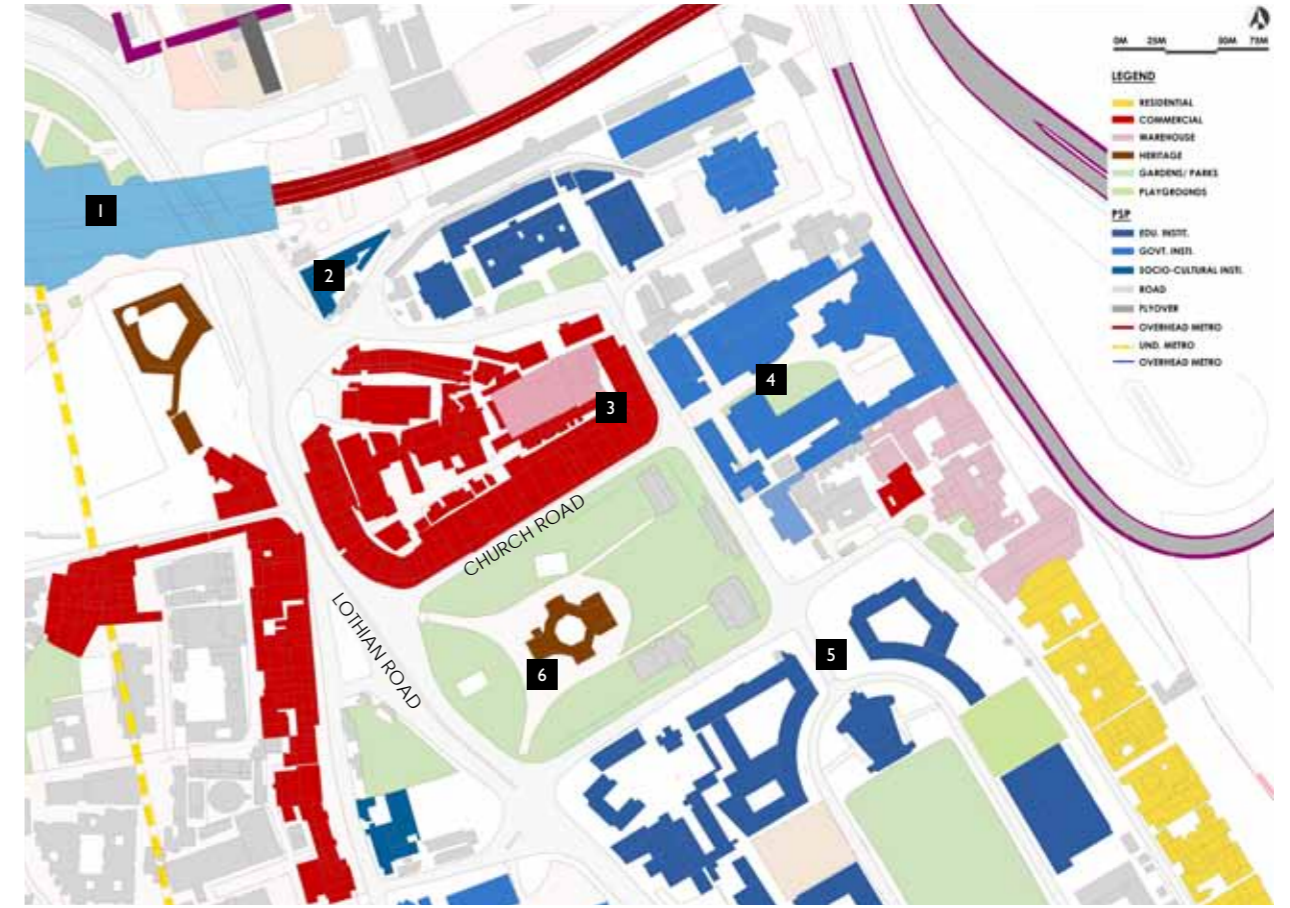 0M 25M 50M 75M
LEGEND
RESIDENTIAL
COMMERCIAL
WAREHOUSE
HERITAGE
GARDENS/ PARKS
PLAYGROUNDS
PSP
EDU. INSTIT.
GOVT. INSTI.
SOCIO-CULTURAL INSTI.
ROAD
FLYOVER
OVERHEAD METRO
UND. METRO
OVERHEAD METRO
1
2
3
4
CHURCH ROAD
LOTHIAN ROAD
5
6